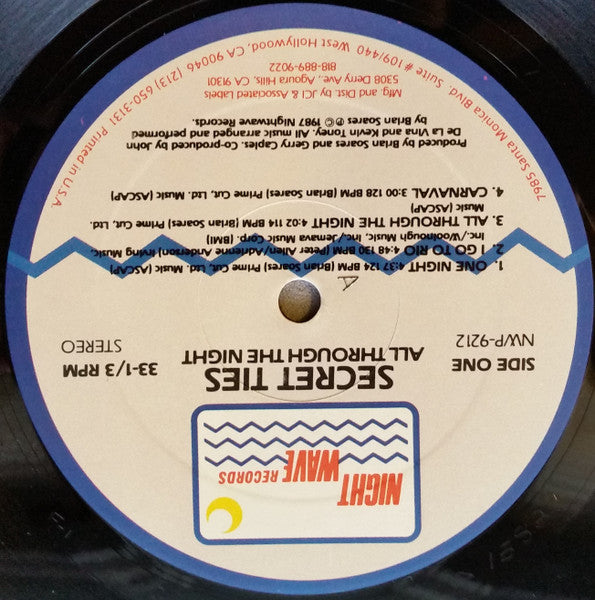 NIGHT
WAVE RECORDS
SECRET TIES
ALL THROUGH THE NIGHT
SIDE ONE
NWP-9212
33-1/3 RPM
STEREO
A
1. ONE NIGHT 4:37 124 BPM (Brian Soares) Prime Cut, Ltd. Music (ASCAP)
2. I GO TO RIO 4:48 130 BPM (Peter Allen/Adrienne Anderson) Irving Music,
Inc./Woolnough Music, Inc./Jemava Music Corp. (BMI)
3. ALL THROUGH THE NIGHT 4:02 114 BPM (Brian Soares) Prime Cut, Ltd.
Music (ASCAP)
4. CARNAVAL 3:00 128 BPM (Brian Soares) Prime Cut, Ltd. Music (ASCAP)
Produced by Brian Soares and Gerry Capies. Co-produced by John
De La Vina and Kevin Toney. All music arranged and performed
by Brian Soares ℗ © 1987 Nightwave Records.
Mfg. and Dist. by JCI & Associated Labels
5308 Derry Ave., Agoura Hills, CA 91301
818-889-9022
7985 Santa Monica Blvd. Suite #109/440 West Hollywood, CA 90046 (213) 650-3131 Printed in U.S.A.